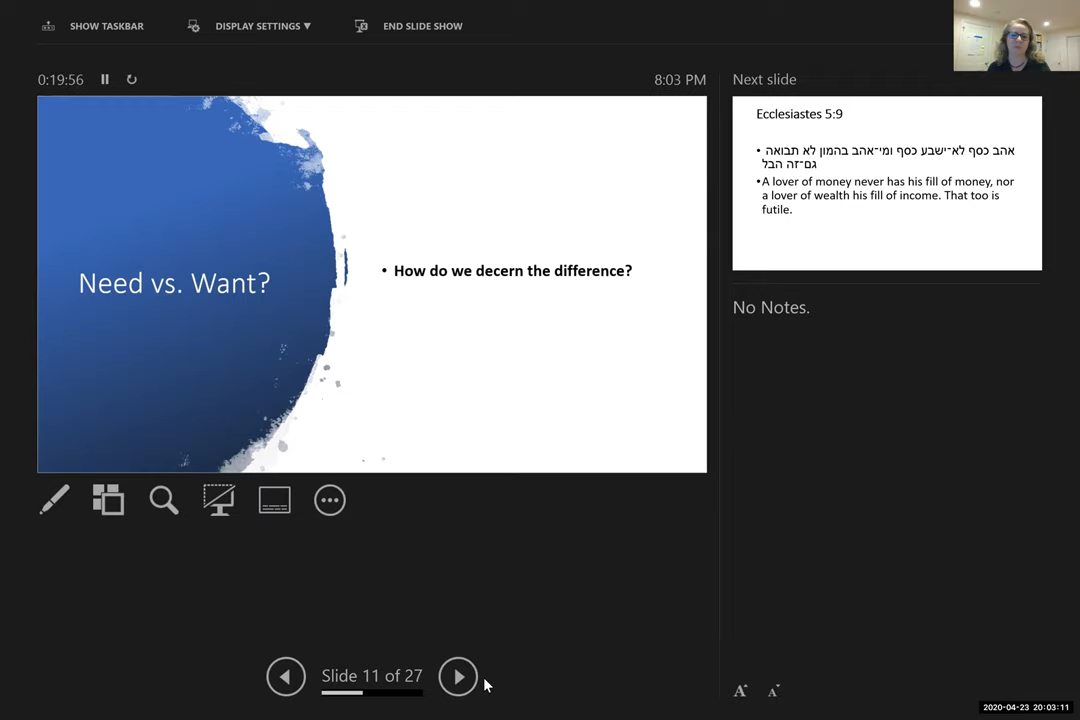 SHOW TASKBAR
DISPLAY SETTINGS ▼
END SLIDE SHOW
0:19:56
8:03 PM
Need vs. Want?
• How do we decern the difference?
Next slide
Ecclesiastes 5:9
• אהב כסף לא־ישבע כסף ומי־אהב בהמון לא תבואה
גם־זה הבל
•A lover of money never has his fill of money, nor
a lover of wealth his fill of income. That too is
futile.
No Notes.
Slide 11 of 27
A A
2020-04-23 20:03:11